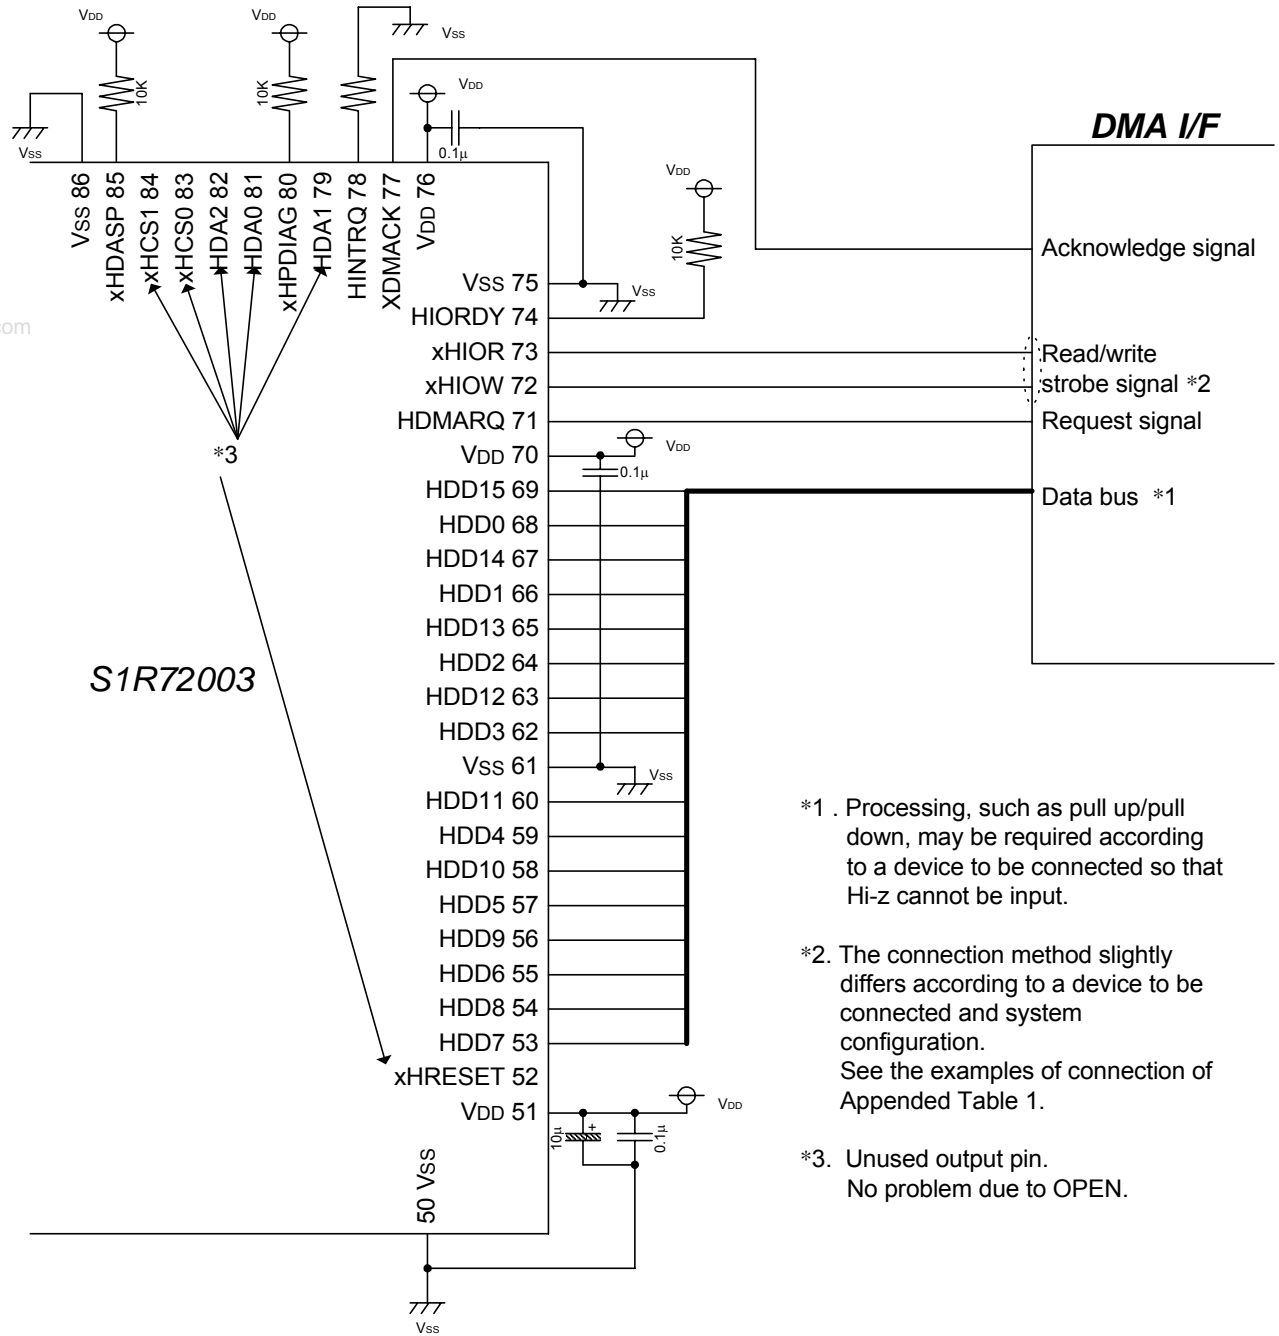 VDD
VDD
Vss
VDD
10K
10K
Vss
0.1μ
DMA I/F
Vss 86
xHDASP 85
xHCS1 84
xHCS0 83
HDA2 82
HDA0 81
xHPDIAG 80
HDA1 79
HINTRQ 78
XDMACK 77
VDD 76
VDD
10K
Acknowledge signal
Vss 75
Vss
HIORDY 74
com
xHIOR 73
Read/write
xHIOW 72
strobe signal *2
HDMARQ 71
Request signal
*3
VDD 70
VDD
0.1μ
HDD15 69
Data bus *1
HDD0 68
HDD14 67
HDD1 66
HDD13 65
HDD2 64
S1R72003
HDD12 63
HDD3 62
Vss 61
Vss
HDD11 60
HDD4 59
HDD10 58
HDD5 57
HDD9 56
HDD6 55
HDD8 54
HDD7 53
xHRESET 52
VDD 51
VDD
10μ
+
0.1μ
50 Vss
Vss
*1 . Processing, such as pull up/pull
down, may be required according
to a device to be connected so that
Hi-z cannot be input.
*2. The connection method slightly
differs according to a device to be
connected and system
configuration.
See the examples of connection of
Appended Table 1.
*3. Unused output pin.
No problem due to OPEN.